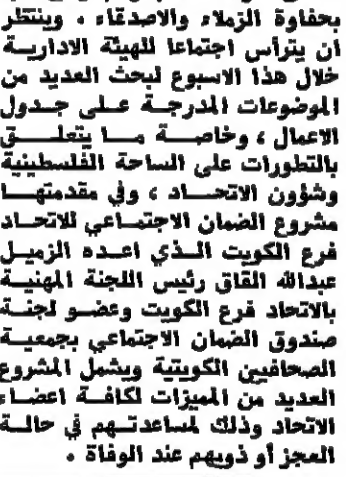 بحفاوة الزملاء والاصدقاء . وينتظر
أن يترأس اجتماعا للهيئة الادارية
خلال هذا الاسبوع لبحث العديد من
الموضوعات المدرجة على جدول
الاعمال ، وخاصة ما يتعلق
بالتطورات على الساحة الفلسطينية
وشؤون الاتحاد ، وفي مقدمتها
مشروع الضمان الاجتماعي للاتحاد
فرع الكويت الذي اعده الزميل
عبدالله القاق رئيس اللجنة المهنية
بالاتحاد فرع الكويت وعضو لجنة
صندوق الضمان الاجتماعي بجمعية
الصحافيين الكويتية ويشمل المشروع
العديد من الميزات لكافة اعضاء
الاتحاد وذلك لمساعدتهم في حالة
العجز أو ذويهم عند الوفاة .